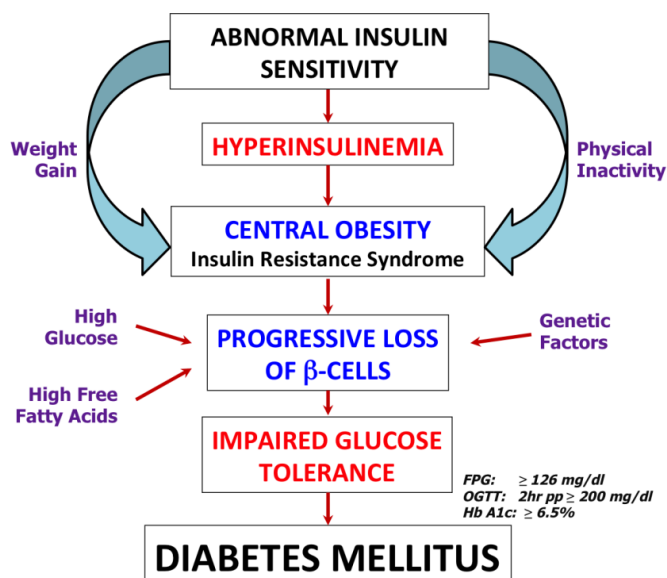 ABNORMAL INSULIN
SENSITIVITY
Weight
Gain
HYPERINSULINEMIA
Physical
Inactivity
CENTRAL OBESITY
Insulin Resistance Syndrome
High
Glucose
High Free
Fatty Acids
PROGRESSIVE LOSS
OF β-CELLS
Genetic
Factors
IMPAIRED GLUCOSE
TOLERANCE
FPG: ≥ 126 mg/dl
OGTT: 2hr pp ≥ 200 mg/dl
Hb A1c: ≥ 6.5%
DIABETES MELLITUS